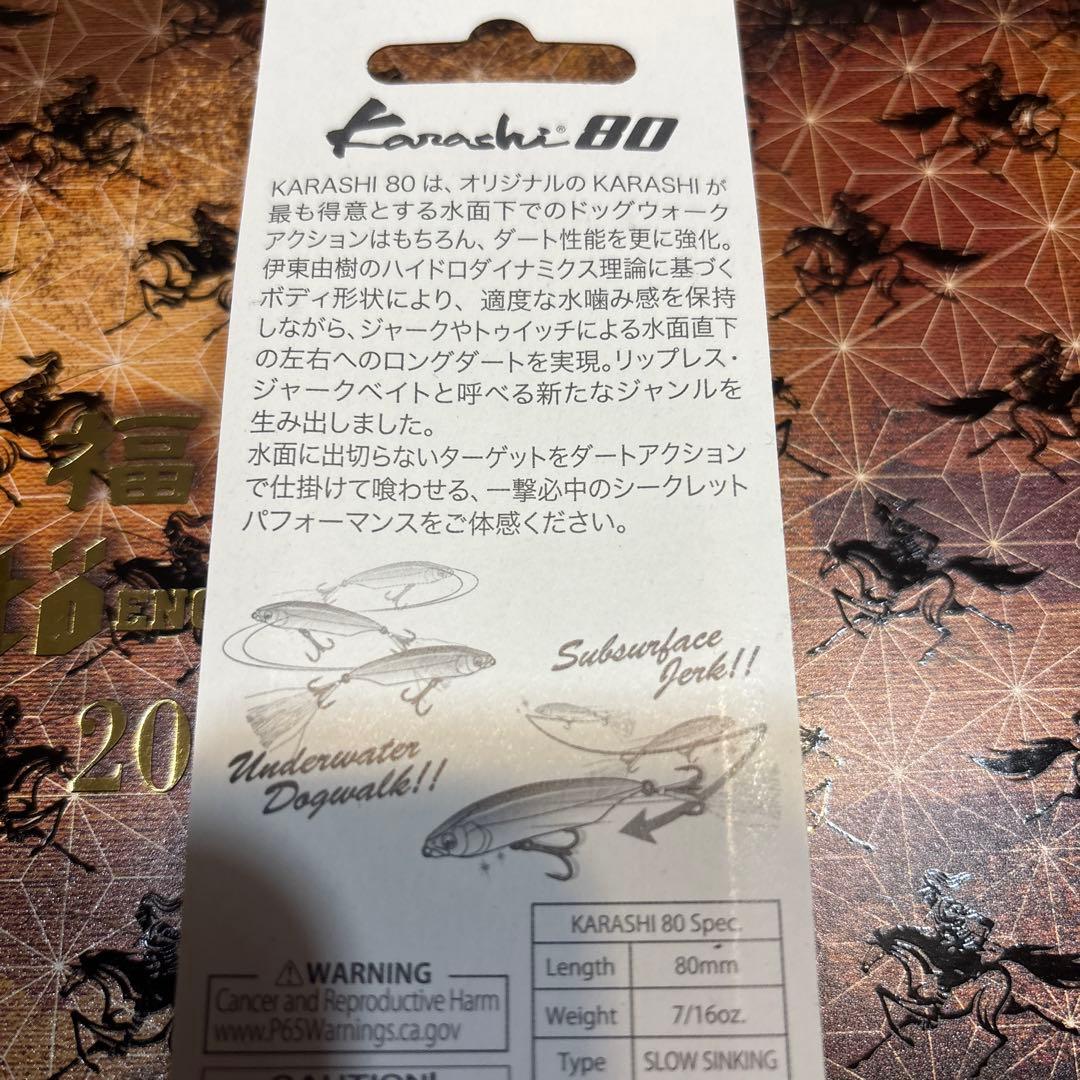 Karashi® 80
KARASHI 80 は、オリジナルの KARASHI が
最も得意とする水面下でのドッグウォーク
アクションはもちろん、ダート性能を更に強化。
伊東由樹のハイドロダイナミクス理論に基づく
ボディ形状により、適度な水噛み感を保持
しながら、ジャークやトゥイッチによる水面直下
の左右へのロングダートを実現。リップレス・
ジャークベイトと呼べる新たなジャンルを
生み出しました。
水面に出切らないターゲットをダートアクション
で仕掛けて喰わせる、一撃必中のシークレット
パフォーマンスをご体感ください。
福
ENG
20
Subsurface
Jerk!!
Underwater
Dogwalk!!
KARASHI 80 Spec.
Length 80mm
Weight 7/16oz.
Type SLOW SINKING
⚠WARNING
Cancer and Reproductive Harm
www.P65Warnings.ca.gov
CAUTION!